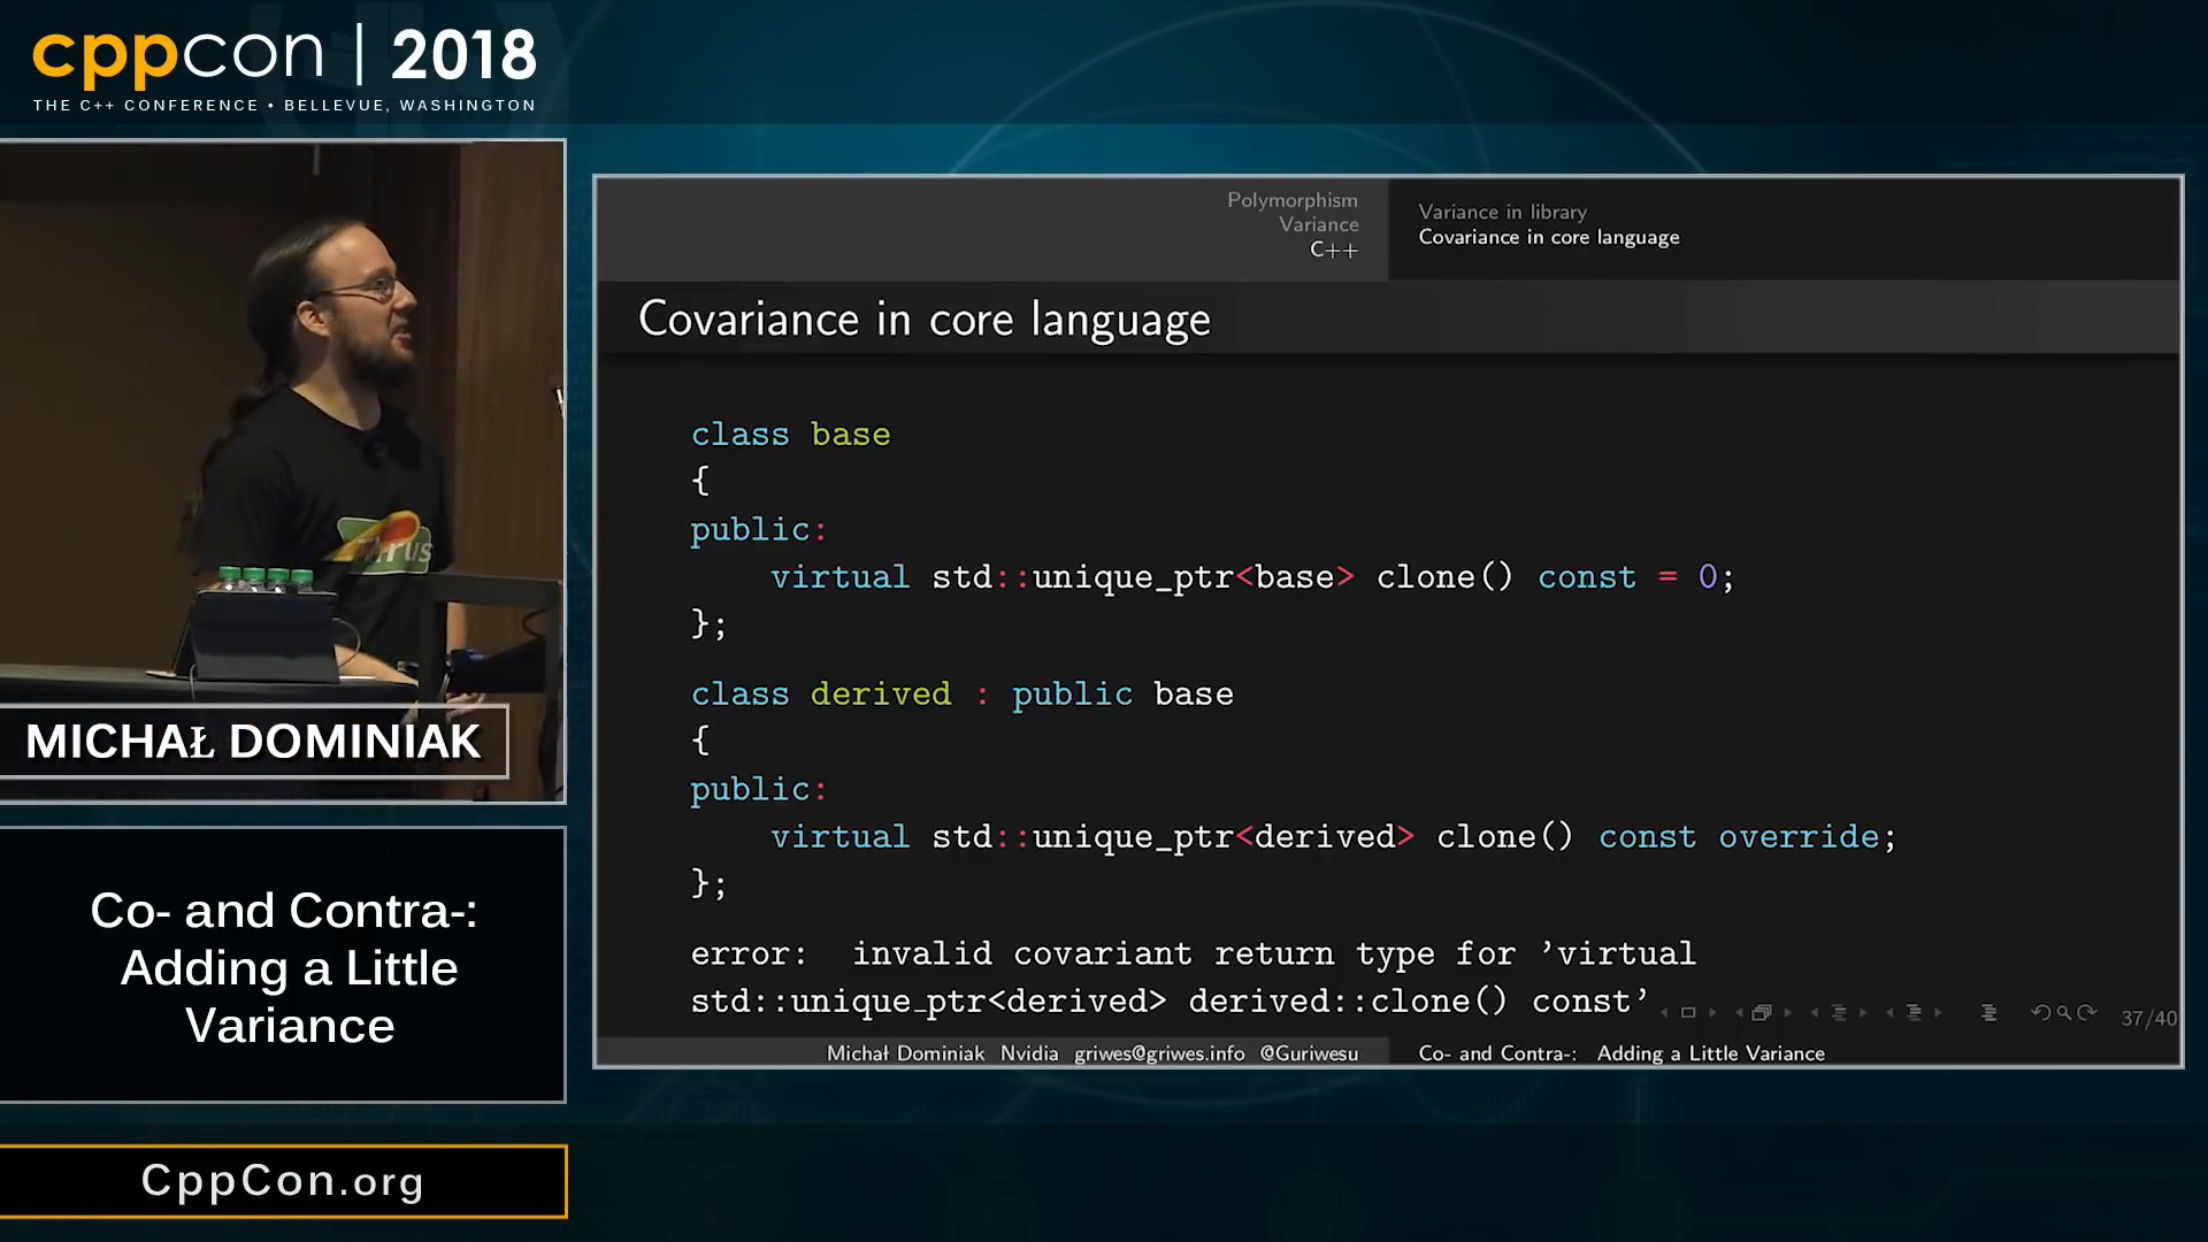 cppcon | 2018
THE C++ CONFERENCE • BELLEVUE, WASHINGTON
MICHAŁ DOMINIAK
Co- and Contra-:
Adding a Little
Variance
CppCon.org
Polymorphism
Variance
C++
Variance in library
Covariance in core language
Covariance in core language
class base
{
public:
virtual std::unique_ptr<base> clone() const = 0;
};
class derived : public base
{
public:
virtual std::unique_ptr<derived> clone() const override;
};
error: invalid covariant return type for ’virtual
std::unique_ptr<derived> derived::clone() const’
37/40
Michał Dominiak Nvidia griwes@griwes.info @Guriwesu
Co- and Contra-: Adding a Little Variance